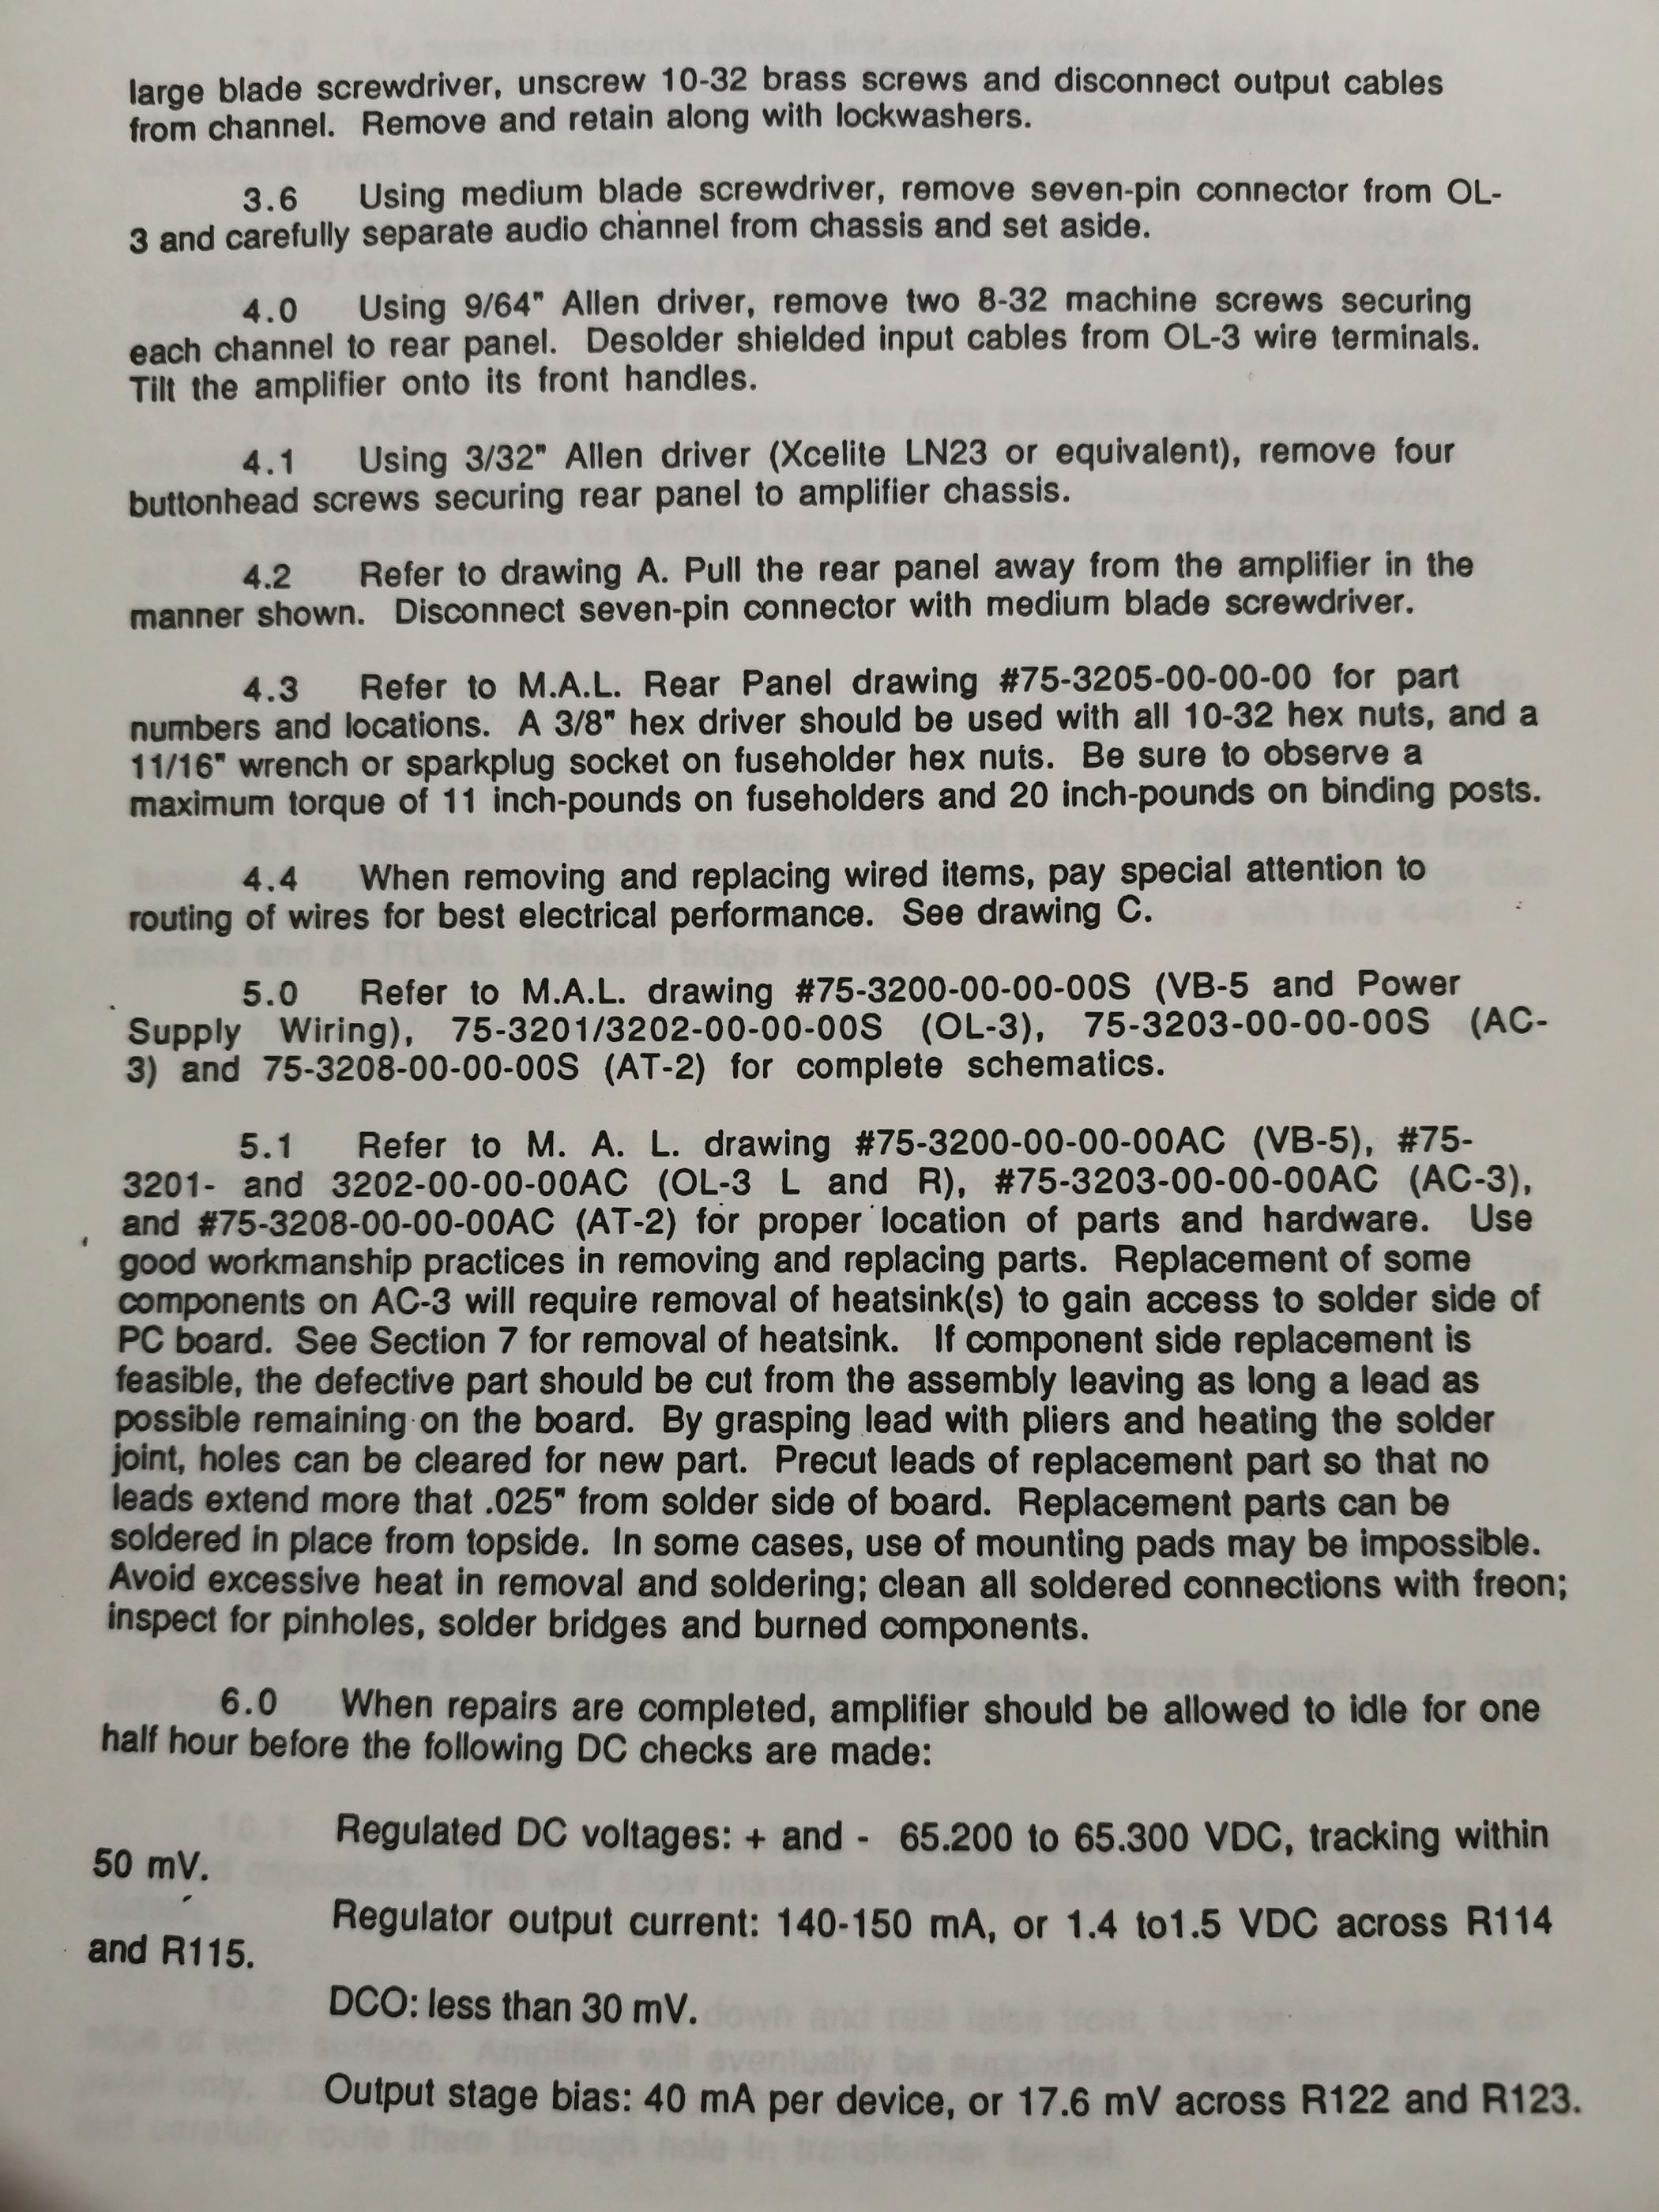 large blade screwdriver, unscrew 10-32 brass screws and disconnect output cables
from channel. Remove and retain along with lockwashers.
3.6 Using medium blade screwdriver, remove seven-pin connector from OL-
3 and carefully separate audio channel from chassis and set aside.
4.0 Using 9/64" Allen driver, remove two 8-32 machine screws securing
each channel to rear panel. Desolder shielded input cables from OL-3 wire terminals.
Tilt the amplifier onto its front handles.
4.1 Using 3/32" Allen driver (Xcelite LN23 or equivalent), remove four
buttonhead screws securing rear panel to amplifier chassis.
4.2 Refer to drawing A. Pull the rear panel away from the amplifier in the
manner shown. Disconnect seven-pin connector with medium blade screwdriver.
4.3 Refer to M.A.L. Rear Panel drawing #75-3205-00-00-00 for part
numbers and locations. A 3/8" hex driver should be used with all 10-32 hex nuts, and a
11/16" wrench or sparkplug socket on fuseholder hex nuts. Be sure to observe a
maximum torque of 11 inch-pounds on fuseholders and 20 inch-pounds on binding posts.
4.4 When removing and replacing wired items, pay special attention to
routing of wires for best electrical performance. See drawing C.
5.0 Refer to M.A.L. drawing #75-3200-00-00-00S (VB-5 and Power
Supply Wiring), 75-3201/3202-00-00-00S (OL-3), 75-3203-00-00-00S (AC-
3) and 75-3208-00-00-00S (AT-2) for complete schematics.
5.1 Refer to M. A. L. drawing #75-3200-00-00-00AC (VB-5), #75-
3201- and 3202-00-00-00AC (OL-3 L and R), #75-3203-00-00-00AC (AC-3),
and #75-3208-00-00-00AC (AT-2) for proper location of parts and hardware. Use
good workmanship practices in removing and replacing parts. Replacement of some
components on AC-3 will require removal of heatsink(s) to gain access to solder side of
PC board. See Section 7 for removal of heatsink. If component side replacement is
feasible, the defective part should be cut from the assembly leaving as long a lead as
possible remaining on the board. By grasping lead with pliers and heating the solder
joint, holes can be cleared for new part. Precut leads of replacement part so that no
leads extend more that .025" from solder side of board. Replacement parts can be
soldered in place from topside. In some cases, use of mounting pads may be impossible.
Avoid excessive heat in removal and soldering; clean all soldered connections with freon;
inspect for pinholes, solder bridges and burned components.
6.0 When repairs are completed, amplifier should be allowed to idle for one
half hour before the following DC checks are made:
Regulated DC voltages: + and - 65.200 to 65.300 VDC, tracking within
50 mV.
Regulator output current: 140-150 mA, or 1.4 to1.5 VDC across R114
and R115.
DCO: less than 30 mV.
Output stage bias: 40 mA per device, or 17.6 mV across R122 and R123.